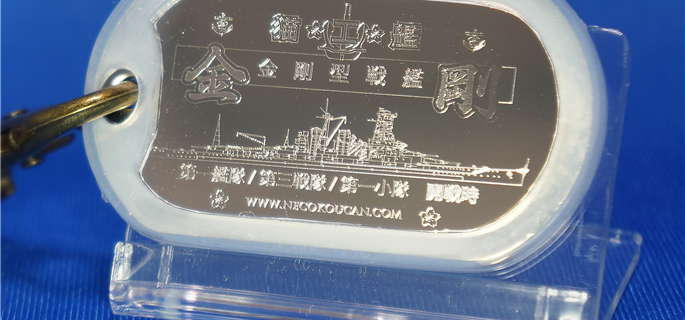 猫工艦
金 金剛型戦艦 剛
第一艦隊/第三戦隊/第一小隊 開戦時
WWW.NECOKOUCAN.COM